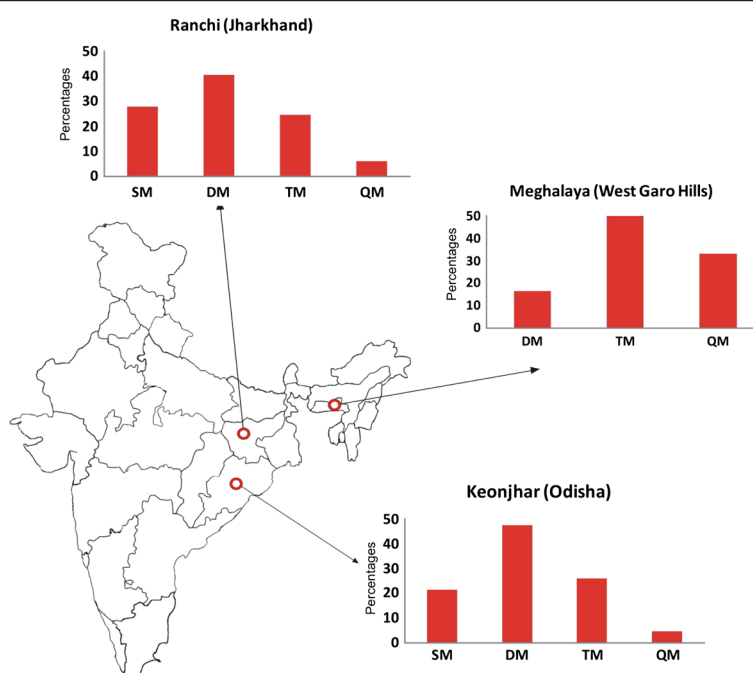 Ranchi (Jharkhand)
Percentages
50
40
30
20
10
0
SM DM TM QM
Meghalaya (West Garo Hills)
Percentages
50
40
30
20
10
0
DM TM QM
Keonjhar (Odisha)
Percentages
50
40
30
20
10
0
SM DM TM QM